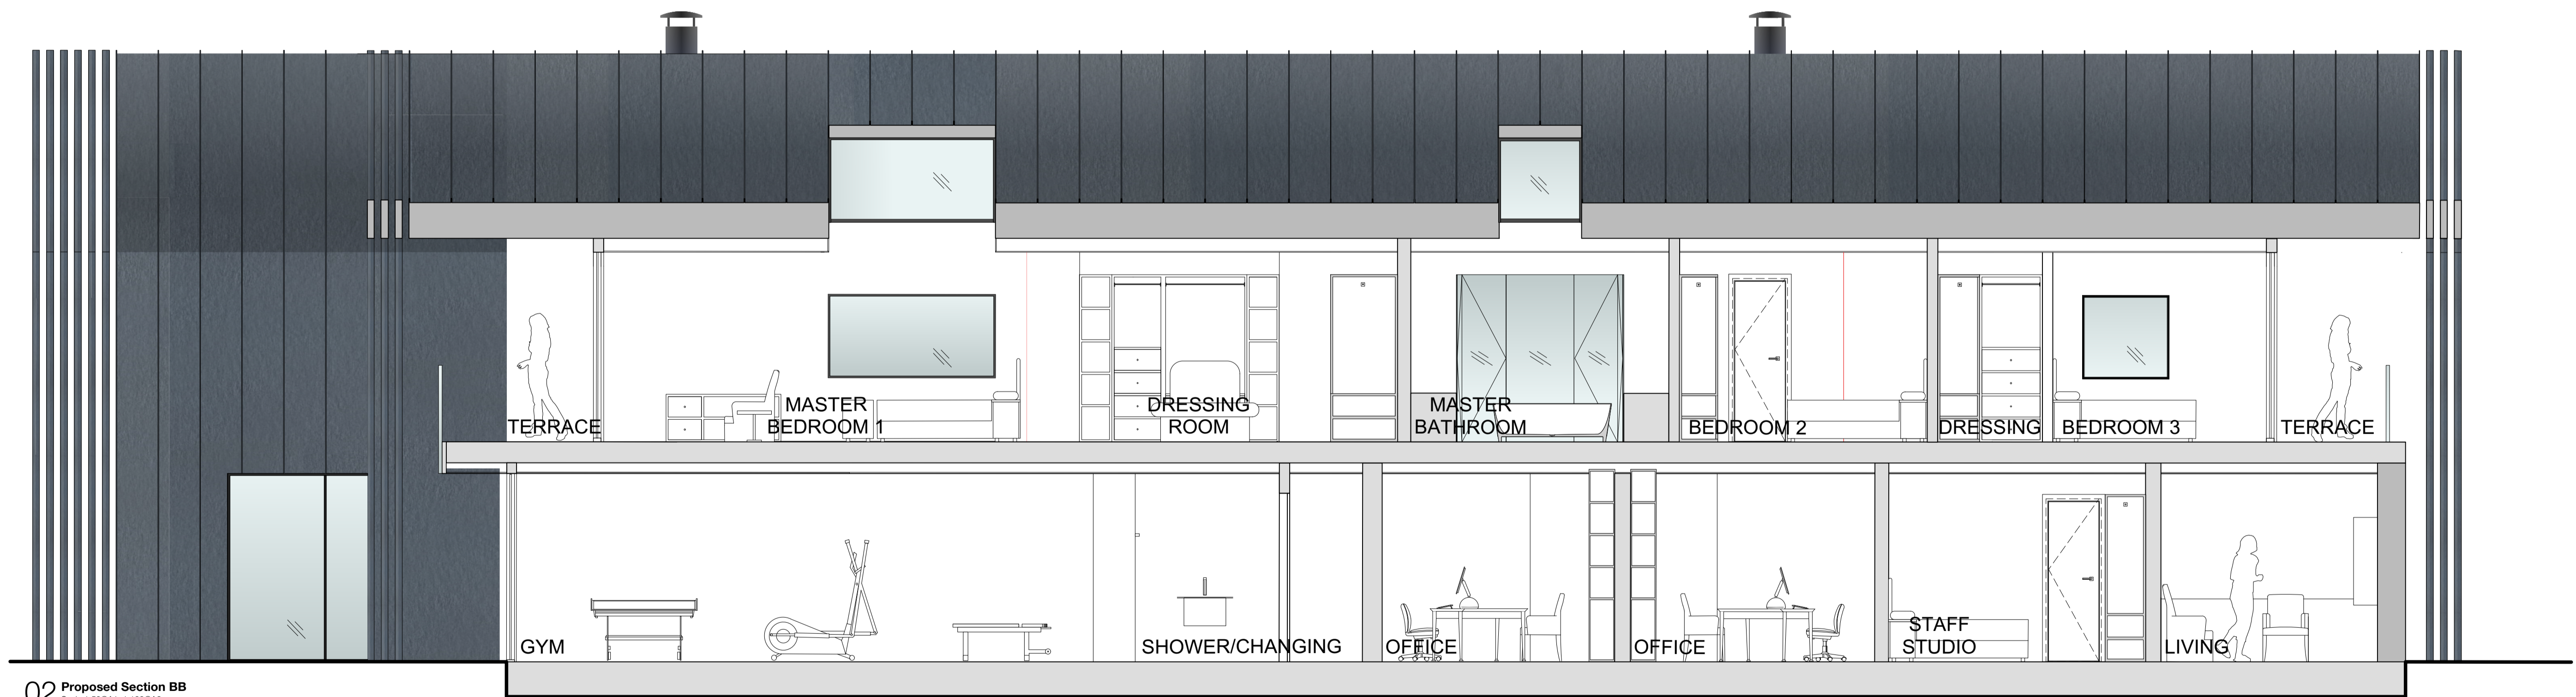 TERRACE
MASTER
BEDROOM 1
DRESSING
ROOM
MASTER
BATHROOM
BEDROOM 2
DRESSING
BEDROOM 3
TERRACE
GYM
SHOWER/CHANGING
OFFICE
OFFICE
STAFF
STUDIO
LIVING
02 Proposed Section BB